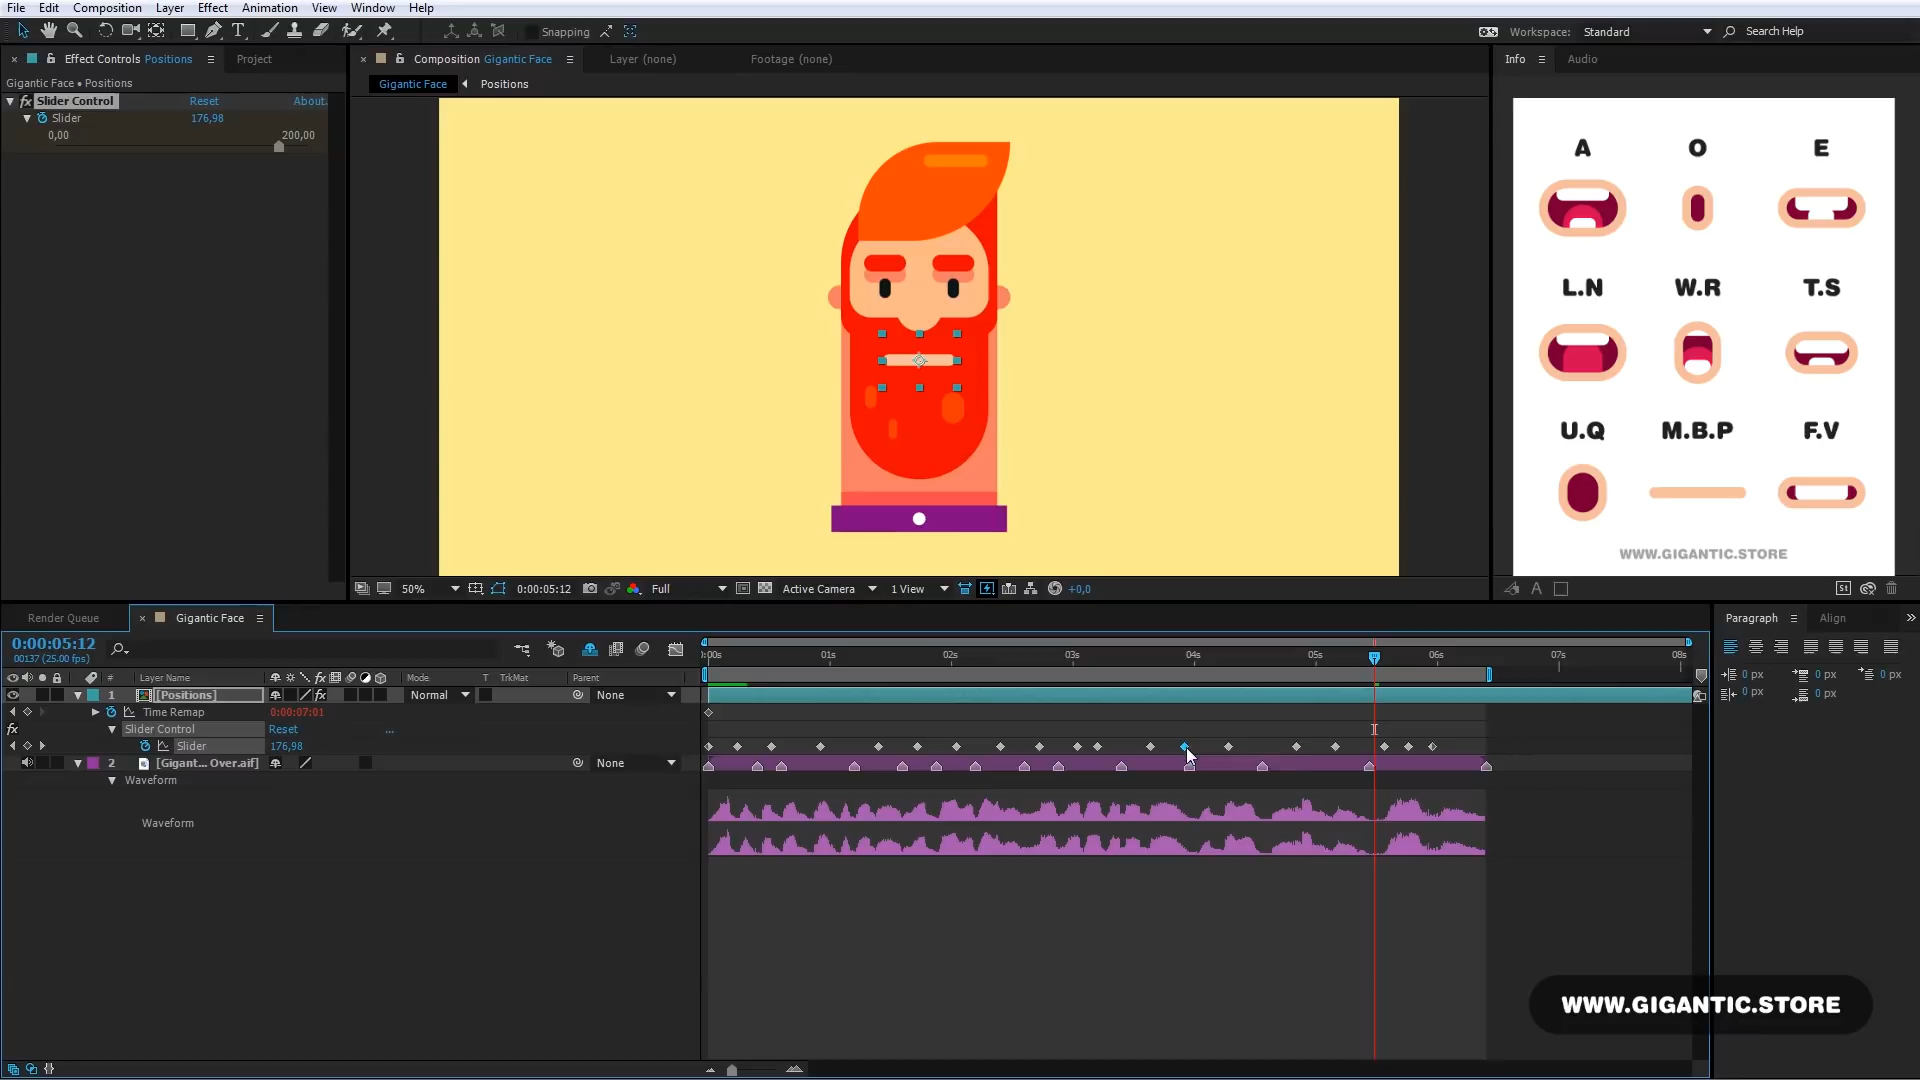 File Edit Composition Layer Effect Animation View Window Help
Snapping
Workspace: Standard
Search Help
Effect Controls Positions
Project
Composition Gigantic Face
Layer (none)
Footage (none)
Info
Audio
Gigantic Face • Positions
Gigantic Face
Positions
fx Slider Control Reset About.
Slider 176,98
0,00 200,00
A O E
L.N W.R T.S
U.Q M.B.P F.V
WWW.GIGANTIC.STORE
50% 0:00:05:12 Full Active Camera 1 View +0,0
A
St
Render Queue
Gigantic Face
Paragraph
Align
0:00:05:12
00137 (25.00 fps)
:00s 01s 02s 03s 04s 05s 06s 07s 08s
0 px 0 px 0 px
0 px 0 px
# Layer Name fx Mode T TrkMat Parent
1 [Positions] fx Normal None
Time Remap 0:00:07:01
fx Slider Control Reset ...
Slider 176,98
2 [Gigant... Over.aif] None
Waveform
Waveform
WWW.GIGANTIC.STORE